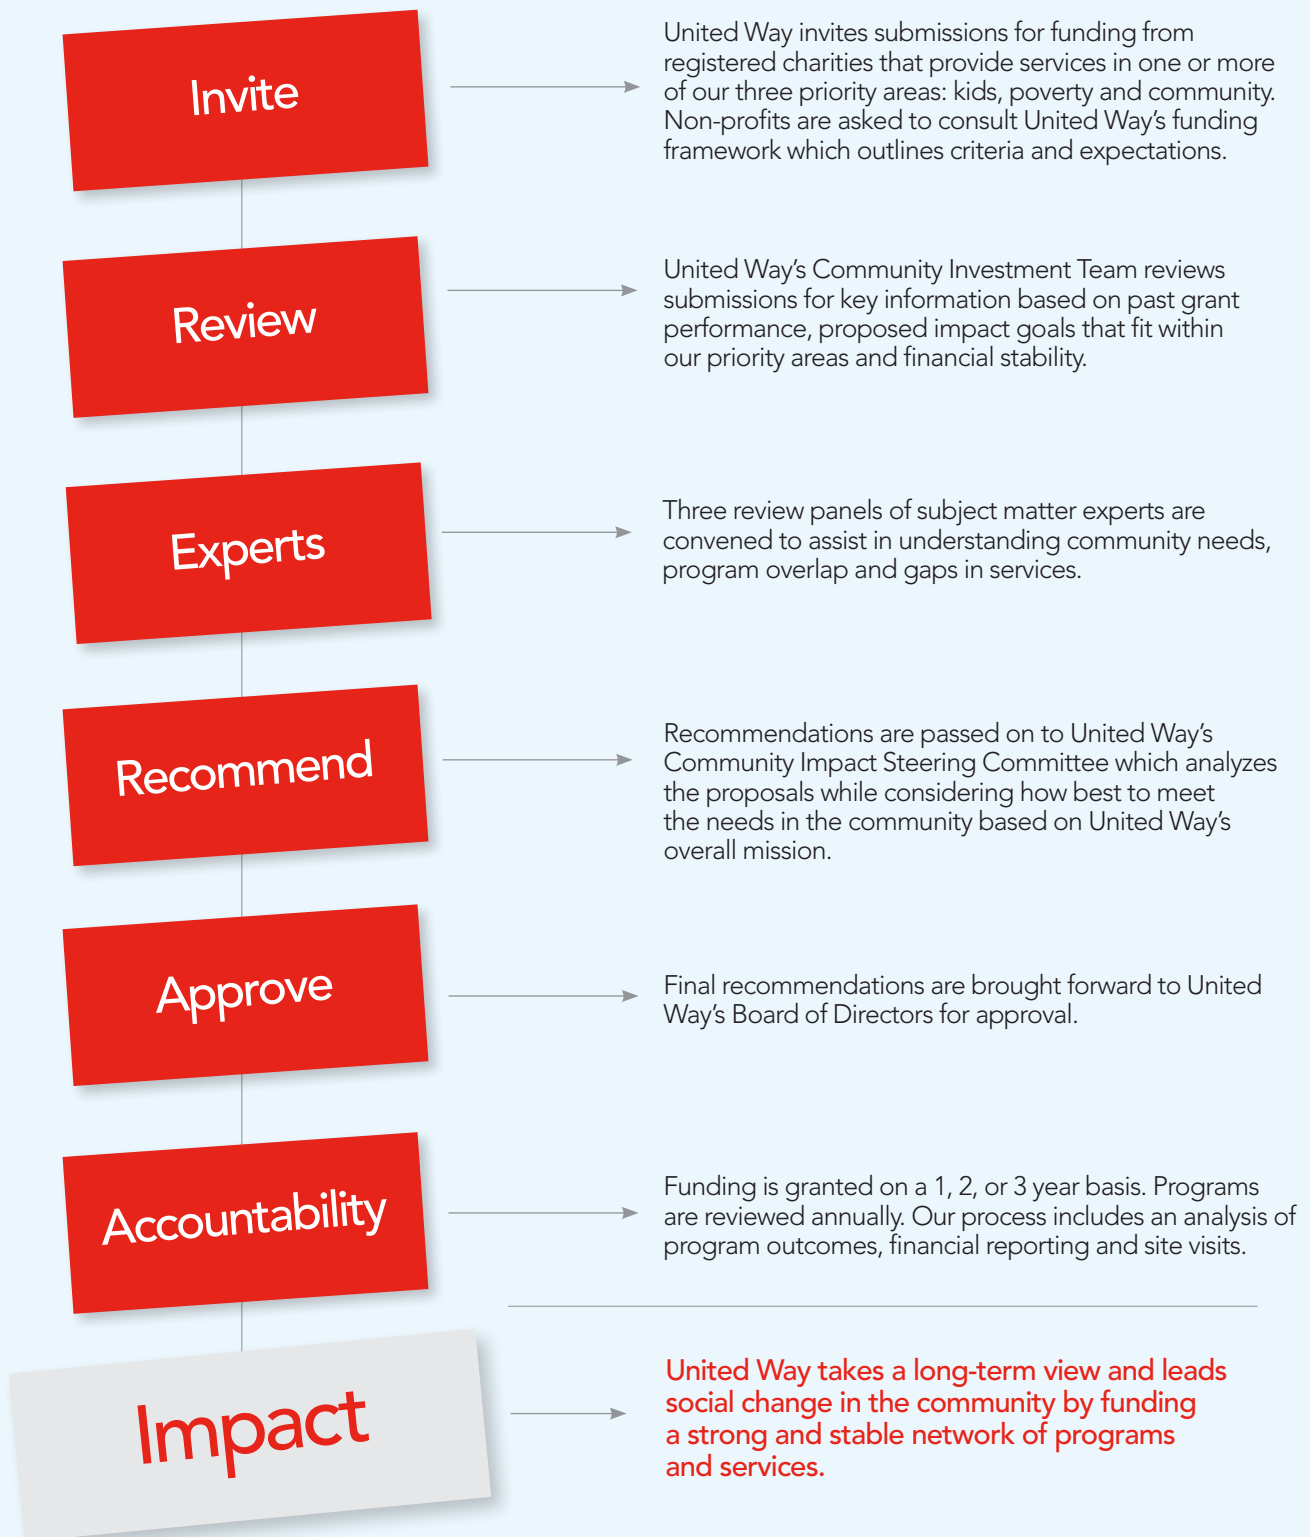 Invite
United Way invites submissions for funding from
registered charities that provide services in one or more
of our three priority areas: kids, poverty and community.
Non-profits are asked to consult United Way’s funding
framework which outlines criteria and expectations.
Review
United Way’s Community Investment Team reviews
submissions for key information based on past grant
performance, proposed impact goals that fit within
our priority areas and financial stability.
Experts
Three review panels of subject matter experts are
convened to assist in understanding community needs,
program overlap and gaps in services.
Recommend
Recommendations are passed on to United Way’s
Community Impact Steering Committee which analyzes
the proposals while considering how best to meet
the needs in the community based on United Way’s
overall mission.
Approve
Final recommendations are brought forward to United
Way’s Board of Directors for approval.
Accountability
Funding is granted on a 1, 2, or 3 year basis. Programs
are reviewed annually. Our process includes an analysis of
program outcomes, financial reporting and site visits.
Impact
United Way takes a long-term view and leads
social change in the community by funding
a strong and stable network of programs
and services.